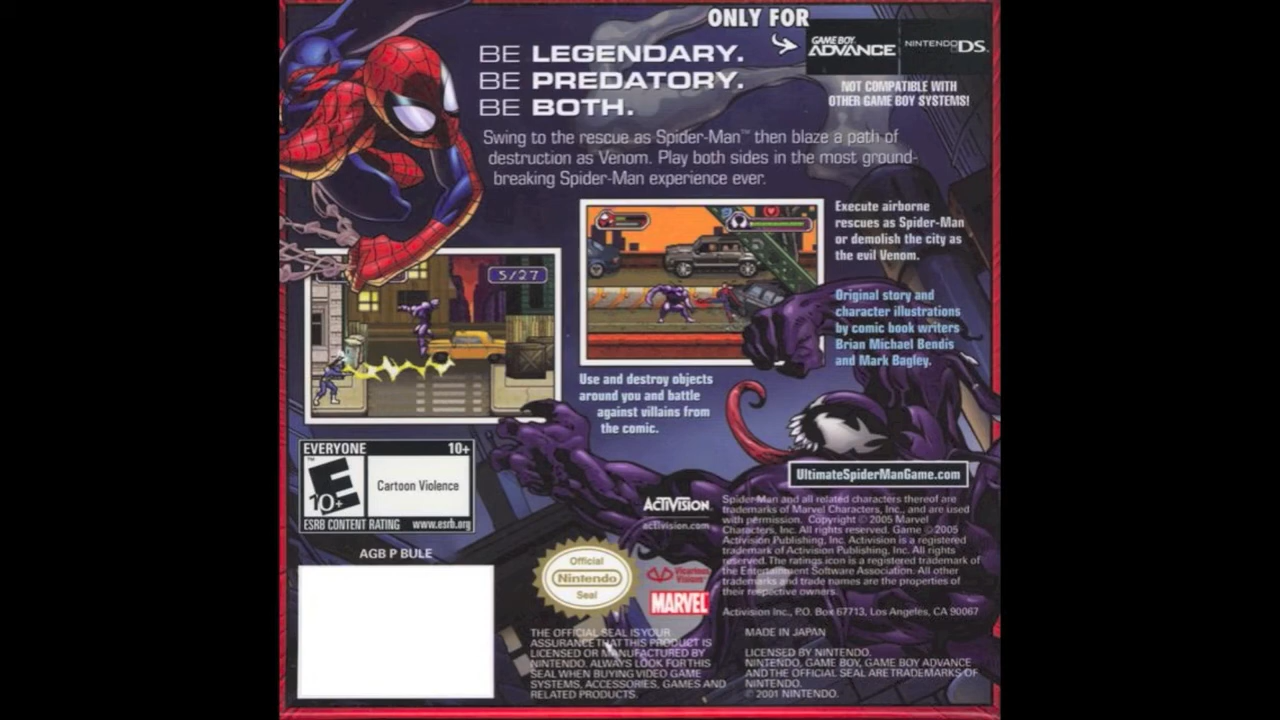 ONLY FOR
GAME BOY
ADVANCE
NINTENDO DS™
NOT COMPATIBLE WITH
OTHER GAME BOY SYSTEMS!
BE LEGENDARY.
BE PREDATORY.
BE BOTH.
Swing to the rescue as Spider-Man™ then blaze a path of
destruction as Venom. Play both sides in the most ground-
breaking Spider-Man experience ever.
Execute airborne
rescues as Spider-Man
or demolish the city as
the evil Venom.
5/27
Original story and
character illustrations
by comic book writers
Brian Michael Bendis
and Mark Bagley.
Use and destroy objects
around you and battle
against villains from
the comic.
EVERYONE 10+
E
10+
™
Cartoon Violence
ESRB CONTENT RATING www.esrb.org
AGB P BULE
UltimateSpiderManGame.com
ACTIVISION
activision.com
Official
Nintendo
Seal
Vicarious
Visions
MARVEL
Spider-Man and all related characters thereof are
trademarks of Marvel Characters, Inc., and are used
with permission. Copyright © 2005 Marvel
Characters, Inc. All rights reserved. Game © 2005
Activision Publishing, Inc. Activision is a registered
trademark of Activision Publishing, Inc. All rights
reserved. The ratings icon is a registered trademark of
the Entertainment Software Association. All other
trademarks and trade names are the properties of
their respective owners.
Activision Inc., P.O. Box 67713, Los Angeles, CA 90067
THE OFFICIAL SEAL IS YOUR
ASSURANCE THAT THIS PRODUCT IS
LICENSED OR MANUFACTURED BY
NINTENDO. ALWAYS LOOK FOR THIS
SEAL WHEN BUYING VIDEO GAME
SYSTEMS, ACCESSORIES, GAMES AND
RELATED PRODUCTS.
MADE IN JAPAN
LICENSED BY NINTENDO.
NINTENDO, GAME BOY, GAME BOY ADVANCE
AND THE OFFICIAL SEAL ARE TRADEMARKS OF
NINTENDO.
© 2001 NINTENDO.